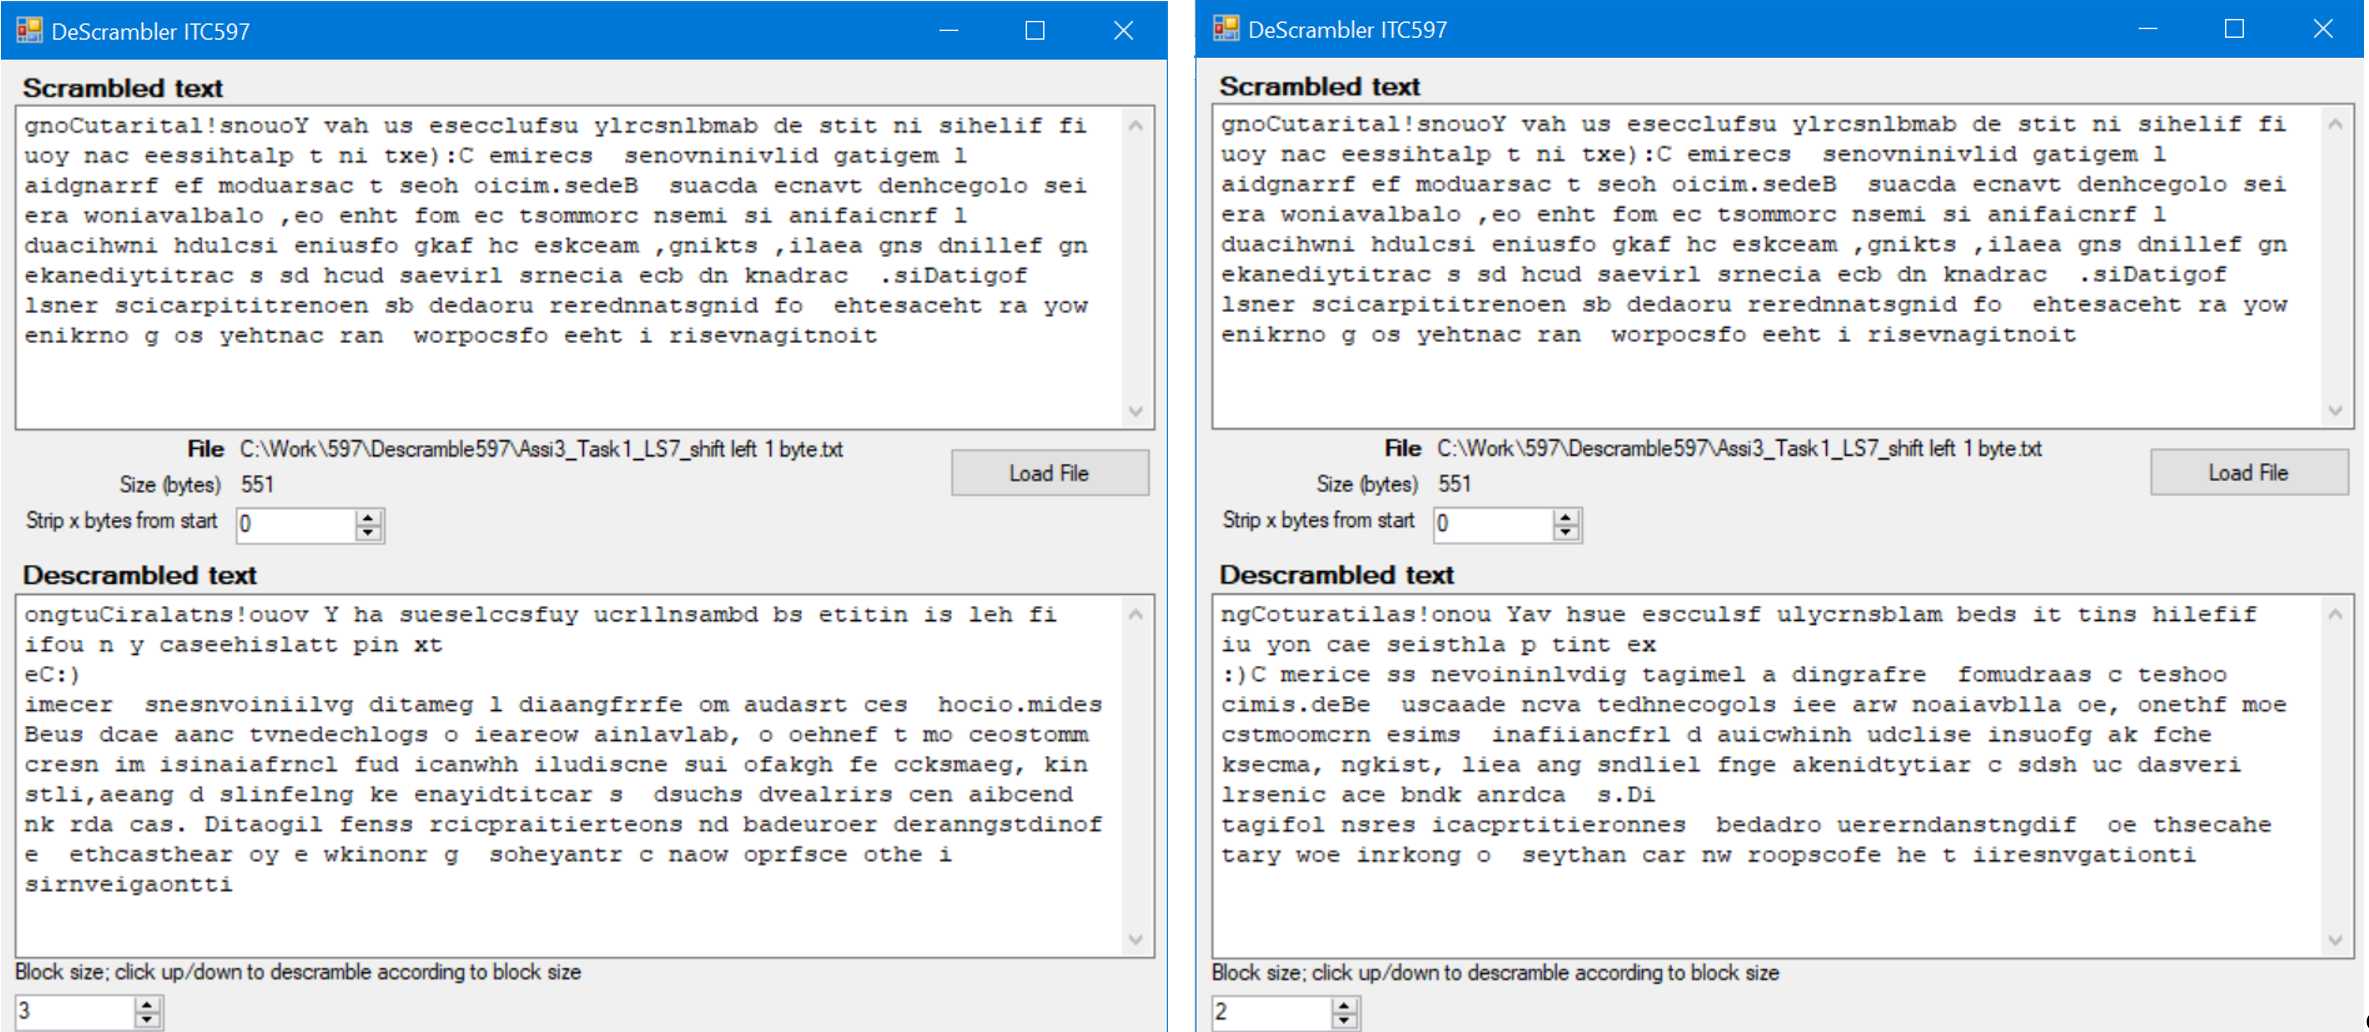 DeScrambler ITC597
Scrambled text
gnoCutarital!snouoY vah us esecclufsu ylrcsnlbmab de stit ni sihelif fi
uoy nac eessihtalp t ni txe):C emirecs  senovninivlid gatigem l
aidgnarrf ef moduarsac t seoh oicim.sedeB  suacda ecnavt denhcegolo sei
era woniavalbalo ,eo enht fom ec tsommorc nsemi si anifaicnrf l
duacihwni hdulcsi eniusfo gkaf hc eskceam ,gnikts ,ilaea gns dnillef gn
ekanediytitrac s sd hcud saevirl srnecia ecb dn knadrac  .siDatigof
lsner scicarpititrenoen sb dedaoru rerednnatsgnid fo  ehtesaceht ra yow
enikrno g os yehtnac ran  worpocsfo eeht i risevnagitnoit
File C:\Work\597\Descramble597\Assi3_Task1_LS7_shift left 1 byte.txt
Size (bytes) 551
Load File
Strip x bytes from start 0
Descrambled text
ongtuCiralatns!ouov Y ha sueselccsfuy ucrllnsambd bs etitin is leh fi
ifou n y caseehislatt pin xt
eC:)
imecer  snesnvoiniilvg ditameg l diaangfrrfe om audasrt ces  hocio.mides
Beus dcae aanc tvnedechlogs o ieareow ainlavlab, o oehnef t mo ceostomm
cresn im isinaiafrncl fud icanwhh iludiscne sui ofakgh fe ccksmaeg, kin
stli,aeang d slinfelng ke enayidtitcar s  dsuchs dvealrirs cen aibcend
nk rda cas. Ditaogil fenss rcicpraitierteons nd badeuroer deranngstdinof
e  ethcasthear oy e wkinonr g  soheyantr c naow oprfsce othe i
sirnveigaontti
Block size; click up/down to descramble according to block size
3
DeScrambler ITC597
Scrambled text
gnoCutarital!snouoY vah us esecclufsu ylrcsnlbmab de stit ni sihelif fi
uoy nac eessihtalp t ni txe):C emirecs  senovninivlid gatigem l
aidgnarrf ef moduarsac t seoh oicim.sedeB  suacda ecnavt denhcegolo sei
era woniavalbalo ,eo enht fom ec tsommorc nsemi si anifaicnrf l
duacihwni hdulcsi eniusfo gkaf hc eskceam ,gnikts ,ilaea gns dnillef gn
ekanediytitrac s sd hcud saevirl srnecia ecb dn knadrac  .siDatigof
lsner scicarpititrenoen sb dedaoru rerednnatsgnid fo  ehtesaceht ra yow
enikrno g os yehtnac ran  worpocsfo eeht i risevnagitnoit
File C:\Work\597\Descramble597\Assi3_Task1_LS7_shift left 1 byte.txt
Size (bytes) 551
Load File
Strip x bytes from start 0
Descrambled text
ngCoturatilas!onou Yav hsue escculsf ulycrnsblam beds it tins hilefif
iu yon cae seisthla p tint ex
:)C merice ss nevoininlvdig tagimel a dingrafre  fomudraas c teshoo
cimis.deBe  uscaade ncva tedhnecogols iee arw noaiavblla oe, onethf moe
cstmoomcrn esims  inafiiancfrl d auicwhinh udclise insuofg ak fche
ksecma, ngkist, liea ang sndliel fnge akenidtytiar c sdsh uc dasveri
lrsenic ace bndk anrdca  s.Di
tagifol nsres icacprtitieronnes  bedadro uererndanstngdif  oe thsecahe
tary woe inrkong o  seythan car nw roopscofe he t iiresnvgationti
Block size; click up/down to descramble according to block size
2